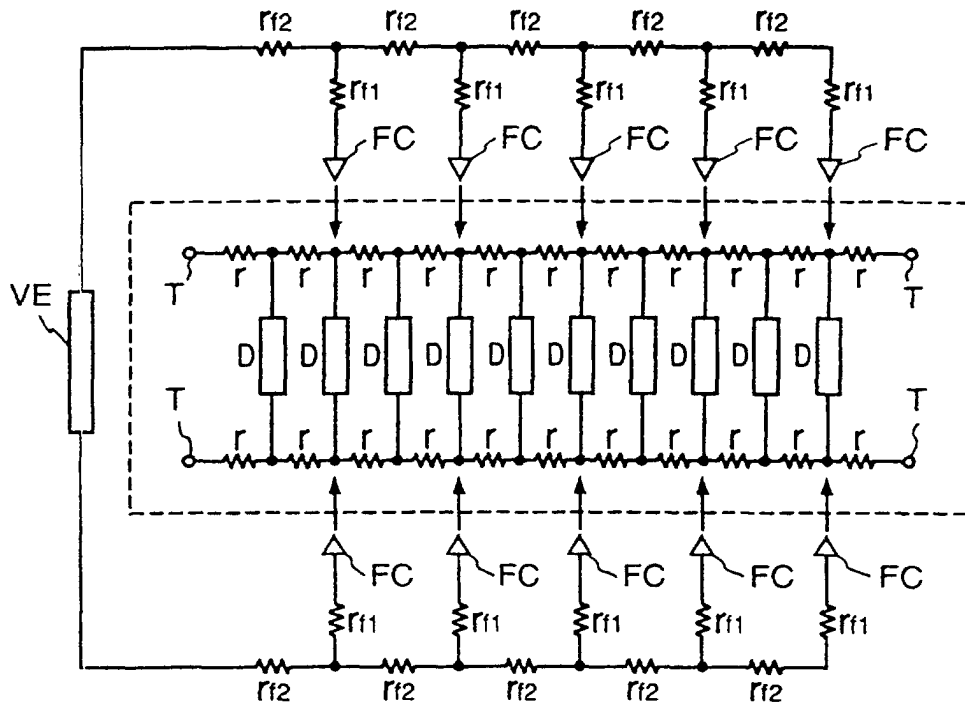 rf2 rf2 rf2 rf2 rf2
rf1 rf1 rf1 rf1 rf1
FC FC FC FC FC
r r r r r r r r r r r
T T
VE
D D D D D D D D D D
T T
r r r r r r r r r r r
FC FC FC FC FC
rf1 rf1 rf1 rf1 rf1
rf2 rf2 rf2 rf2 rf2